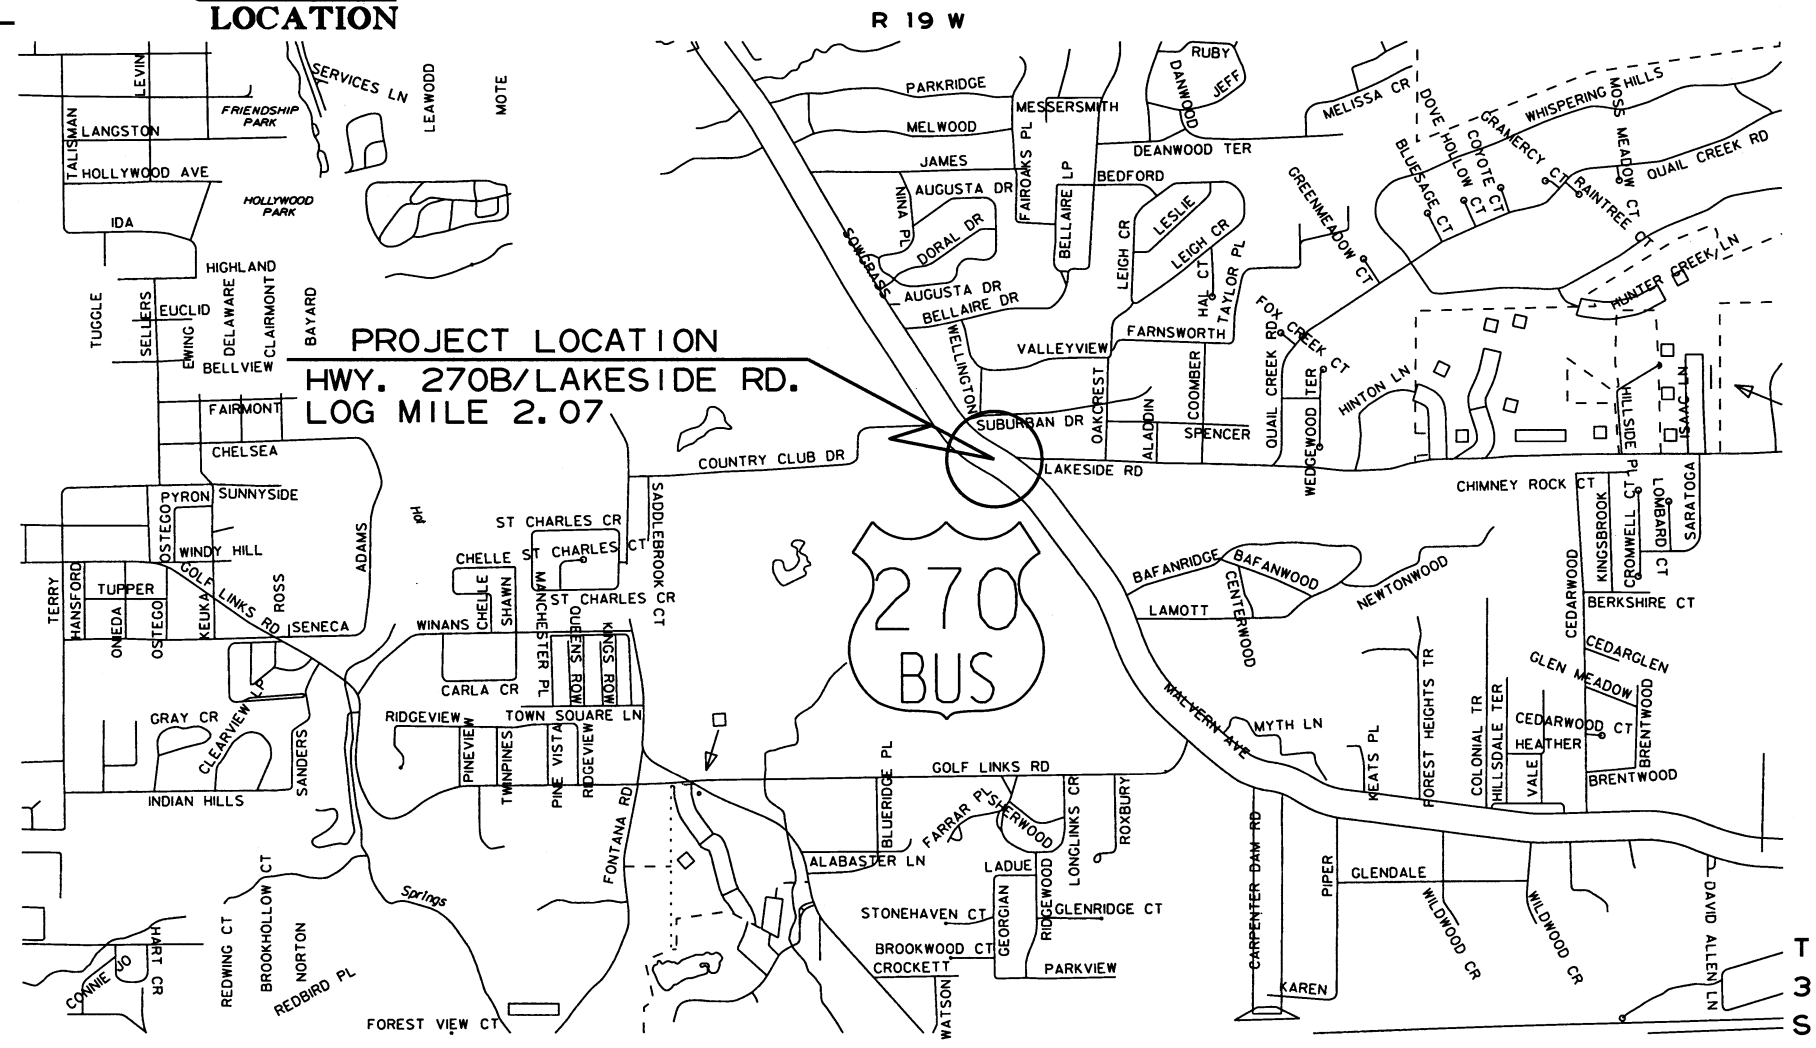 LOCATION
R 19 W
LEVIN
SERVICES LN
LEAWOOD
MOTE
FRIENDSHIP
PARK
TALISMAN
LANGSTON
HOLLYWOOD AVE
HOLLYWOOD
PARK
IDA
HIGHLAND
TUGGLE
SELLERS
EUCLID
EWING
DELAWARE
CLAIRMONT
BAYARD
BELLVIEW
FAIRMONT
CHELSEA
PARKRIDGE
MELWOOD
JAMES
MESSERSMITH
FAIROAKS PL
RUBY
DANWOOD
JEFF
DEANWOOD TER
BEDFORD
BELLAIRE LP
NINA PL
AUGUSTA DR
DORAL DR
SOWGRASS
AUGUSTA DR
BELLAIRE DR
LEIGH CR
LESLIE
LEIGH CR
HAL CT
TAYLOR PL
MELISSA CR
DOVE HOLLOW CT
COYOTE CT
BLUESAGE CT
GRAMERCY CT
WHISPERING HILLS
MOSS MEADOW CT
RAINTREE CT
QUAIL CREEK RD
GREENMEADOW CT
HUNTER CREEK LN
FOX CREEK CT
FARNSWORTH
VALLEYVIEW
WELLINGTON
PROJECT LOCATION
HWY. 270B/LAKESIDE RD.
LOG MILE 2.07
SUBURBAN DR
OAKCREST
ALADDIN
COOMBER
SPENCER
QUAIL CREEK RD
WEDGEWOOD TER
HINTON LN
HILLSIDE PL
ISAAC LN
COUNTRY CLUB DR
LAKESIDE RD
CHIMNEY ROCK CT
KINGSBROOK
CROMWELL CT
LOMBARD CT
SARATOGA
PYRON
SUNNYSIDE
OSTEGO
WINDY HILL
GOLF LINKS RD
ADAMS
TERRY
HANSFORD
TUPPER
ONEDA
OSTEGO
KEUKA
ROSS
SENECA
ST CHARLES CR
CHELLE
ST CHARLES CT
SADDLEBROOK CT
CHELLE
SHAWN
MANCHESTER PL
ST CHARLES CR
QUEENS ROW
KINGS ROW
WINANS
CARLA CR
270
BUS
BAFANRIDGE
BAFANWOOD
CENTERWOOD
LAMOTT
NEWTONWOOD
CEDARWOOD
BERKSHIRE CT
CEDARGLEN
GLEN MEADOW
BRENTWOOD
CEDARWOOD CT
HEATHER
BRENTWOOD
MALVERN AVE
MYTH LN
KEATS PL
FOREST HEIGHTS TR
COLONIAL TR
HILLSDALE TER
VALE
GRAY CR
CLEARVIEW LP
SANDERS
INDIAN HILLS
RIDGEVIEW
TOWN SQUARE LN
PINEVIEW
TWINPINES
PINE VISTA
RIDGEVIEW
FONTANA RD
GOLF LINKS RD
BLUERIDGE PL
ALABASTER LN
FARRAR PL
SHERWOOD
LONGLINKS CR
ROXBURY
LADUE
RIDGEWOOD
GEORGIAN
GLENRIDGE CT
STONEHAVEN CT
BROOKWOOD CT
CROCKETT
PARKVIEW
WATSON
CARPENTER DAM RD
PIPER
GLENDALE
WILDWOOD CR
WILDWOOD CR
KAREN
DAVID ALLEN LN
Springs
HART CR
CONNIE JO
REDWING CT
BROOKHOLLOW CT
NORTON
REDBIRD PL
FOREST VIEW CT
T
3
S